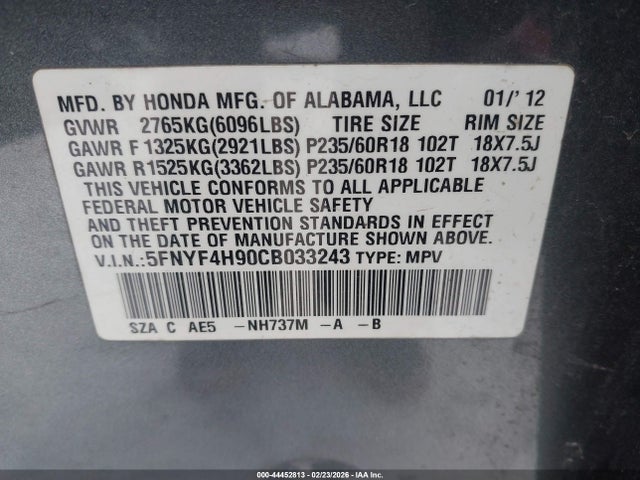 MFD. BY HONDA MFG. OF ALABAMA, LLC 01/' 12
GVWR 2765KG(6096LBS) TIRE SIZE RIM SIZE
GAWR F 1325KG(2921LBS) P235/60R18 102T 18X7.5J
GAWR R 1525KG(3362LBS) P235/60R18 102T 18X7.5J
THIS VEHICLE CONFORMS TO ALL APPLICABLE
FEDERAL MOTOR VEHICLE SAFETY
AND THEFT PREVENTION STANDARDS IN EFFECT
ON THE DATE OF MANUFACTURE SHOWN ABOVE.
V.I.N.: 5FNYF4H90CB033243 TYPE: MPV
SZA C AE5 -NH737M -A -B
000-44452813 - 02/23/2026 - IAA Inc.